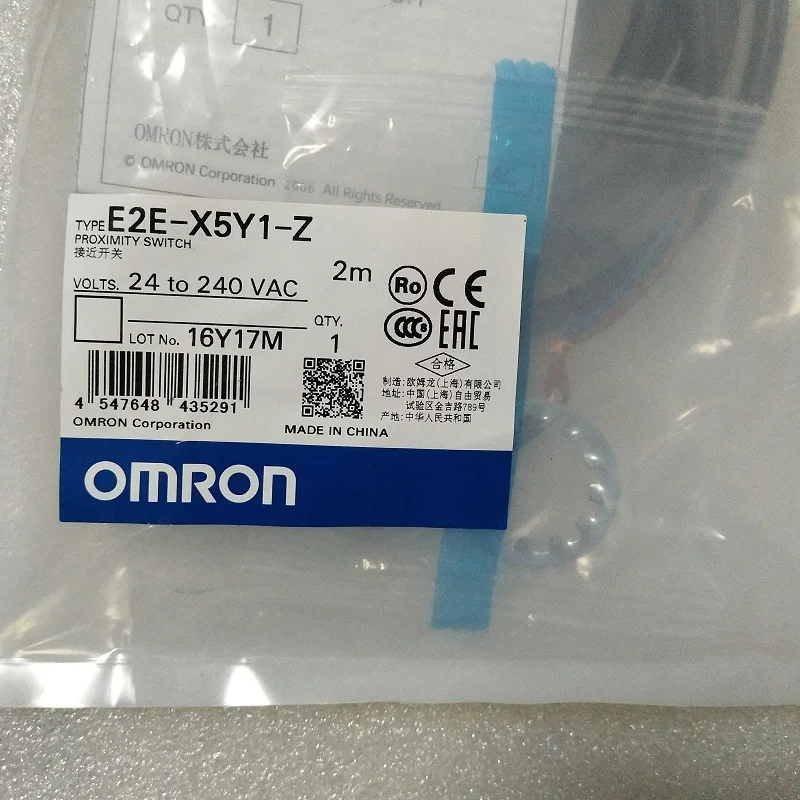 QTY 1
OMRON株式会社
© OMRON Corporation 2006 All Rights Reserved
TYPE E2E-X5Y1-Z
PROXIMITY SWITCH
接近开关
2m
VOLTS. 24 to 240 VAC
Ro CE
CCC S EAC
QTY.
1
LOT No. 16Y17M
合格
制造: 欧姆龙(上海)有限公司
地址: 中国(上海)自由贸易
试验区金吉路789号
产地: 中华人民共和国
4 547648 435291
OMRON Corporation
MADE IN CHINA
OMRON